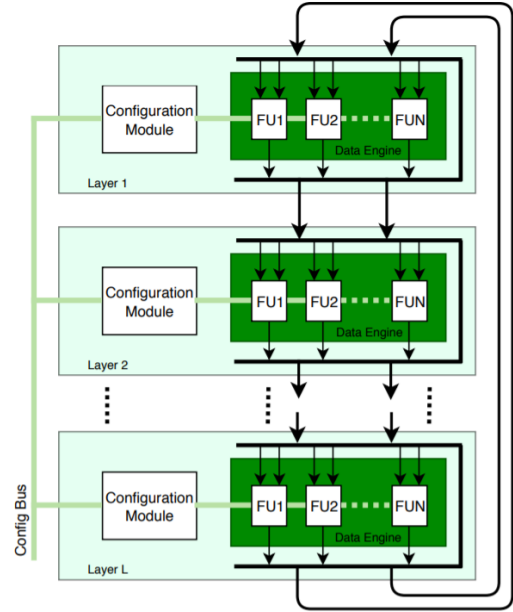 Configuration
Module
FU1 FU2 FUN
Data Engine
Layer 1
Configuration
Module
FU1 FU2 FUN
Data Engine
Layer 2
Configuration
Module
FU1 FU2 FUN
Data Engine
Layer L
Config Bus